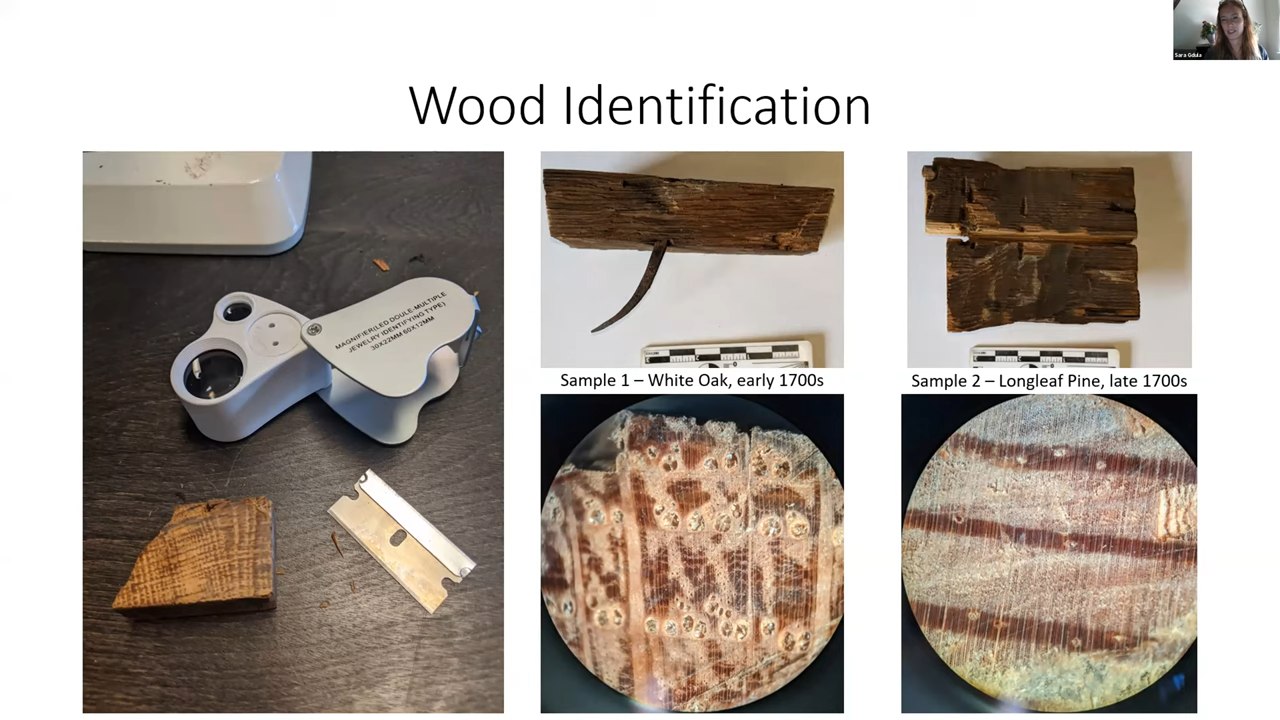 Sara Gdula
Wood Identification
MAGNIFIER(LED DOULE-MULTIPLE
JEWELRY IDENTIFYING TYPE)
30X22MM 60X12MM
Sample 1 – White Oak, early 1700s
Sample 2 – Longleaf Pine, late 1700s